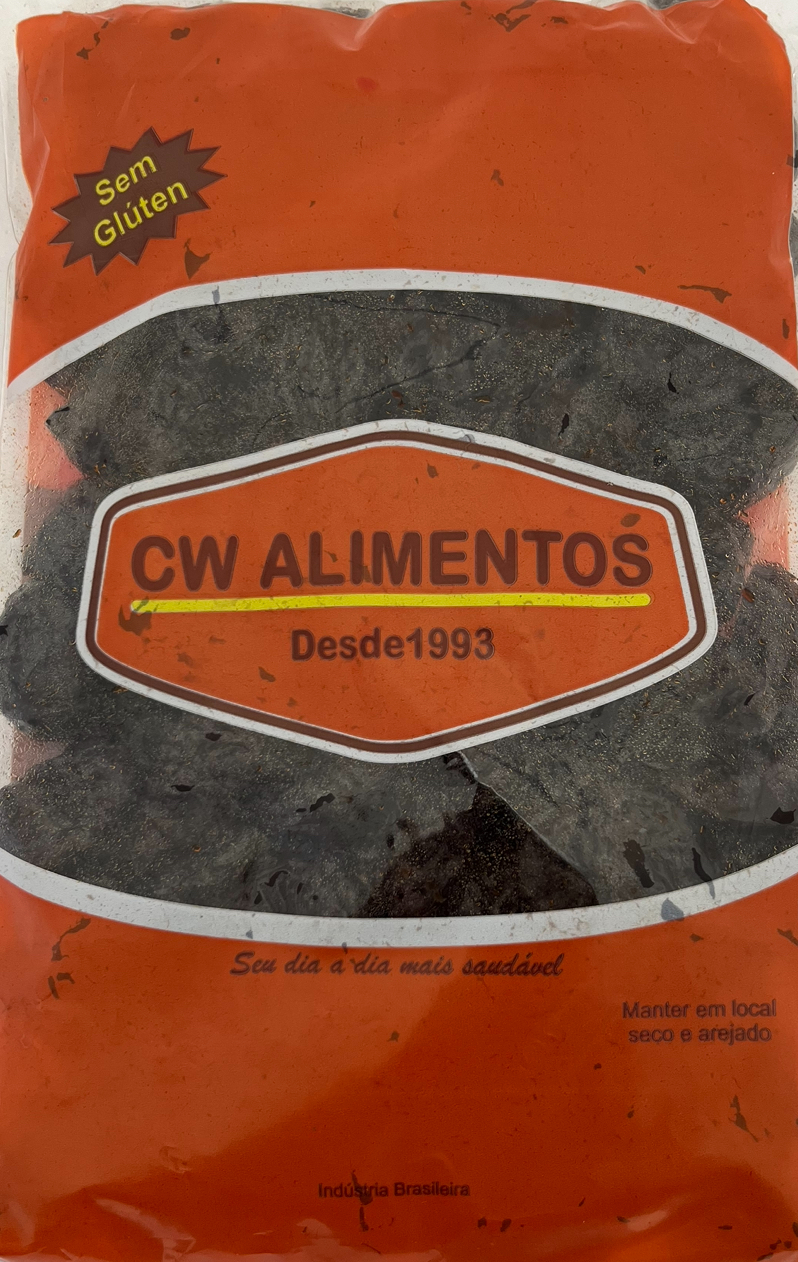 Sem
Glúten
CW ALIMENTOS
Desde1993
Seu dia a dia mais saudável
Manter em local
seco e arejado
Indústria Brasileira